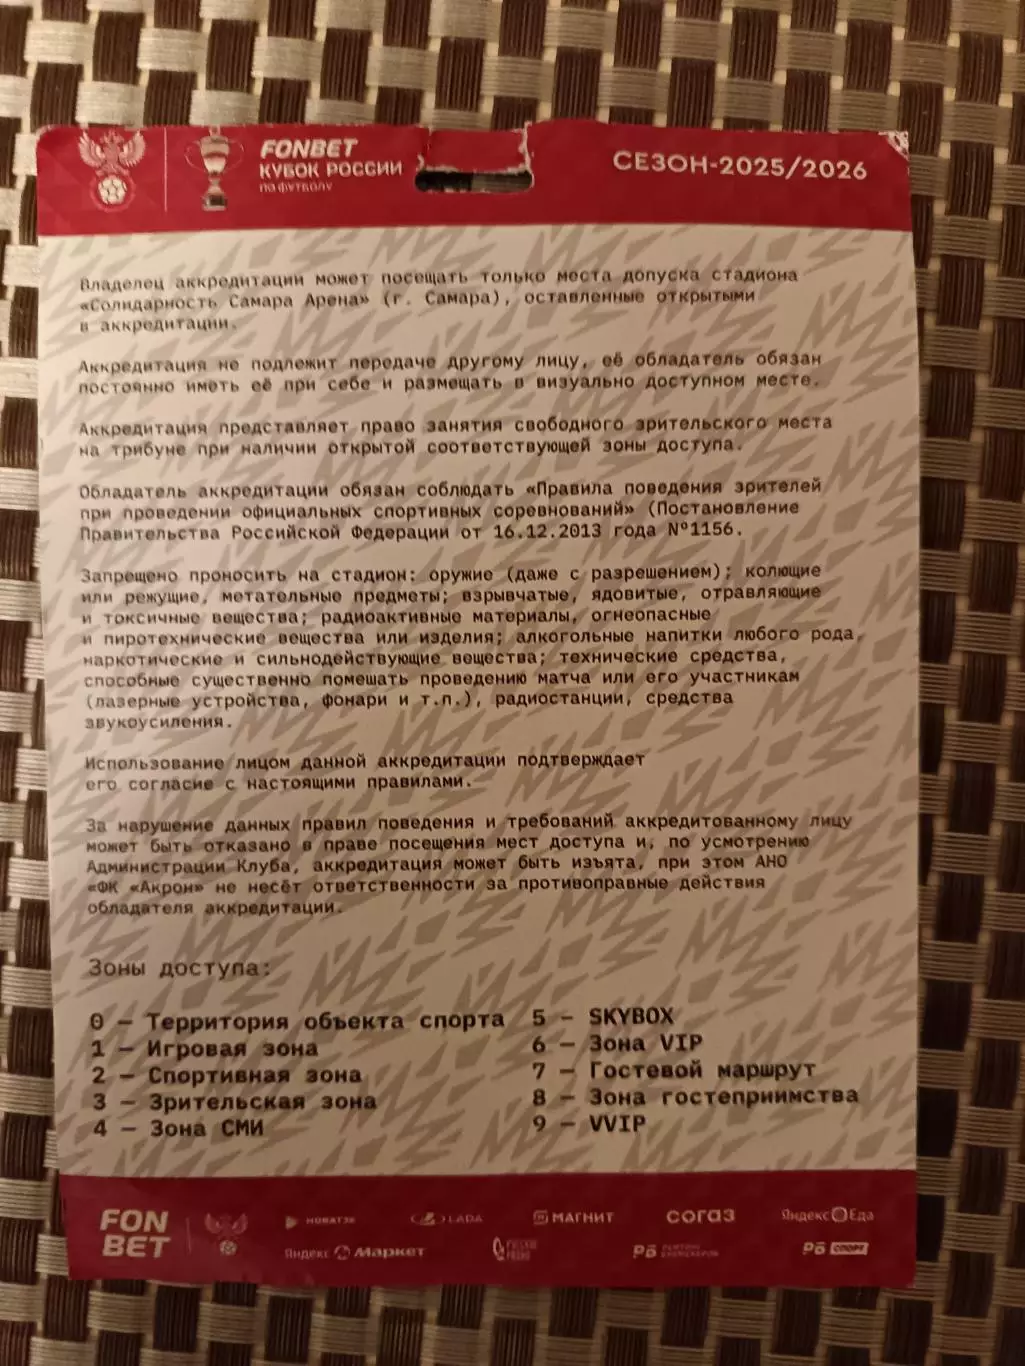 FONBET
КУБОК РОССИИ
ПО ФУТБОЛУ
СЕЗОН-2025/2026
Владелец аккредитации может посещать только места допуска стадиона
«Солидарность Самара Арена» (г. Самара), оставленные открытыми
в аккредитации.
Аккредитация не подлежит передаче другому лицу, её обладатель обязан
постоянно иметь её при себе и размещать в визуально доступном месте.
Аккредитация представляет право занятия свободного зрительского места
на трибуне при наличии открытой соответствующей зоны доступа.
Обладатель аккредитации обязан соблюдать «Правила поведения зрителей
при проведении официальных спортивных соревнований» (Постановление
Правительства Российской Федерации от 16.12.2013 года №1156.
Запрещено проносить на стадион: оружие (даже с разрешением); колющие
или режущие, метательные предметы; взрывчатые, ядовитые, отравляющие
и токсичные вещества; радиоактивные материалы, огнеопасные
и пиротехнические вещества или изделия; алкогольные напитки любого рода,
наркотические и сильнодействующие вещества; технические средства,
способные существенно помешать проведению матча или его участникам
(лазерные устройства, фонари и т.п.), радиостанции, средства
звукоусиления.
Использование лицом данной аккредитации подтверждает
его согласие с настоящими правилами.
За нарушение данных правил поведения и требований аккредитованному лицу
может быть отказано в праве посещения мест доступа и, по усмотрению
Администрации Клуба, аккредитация может быть изъята, при этом АНО
«ФК «Акрон» не несёт ответственности за противоправные действия
обладателя аккредитации.
Зоны доступа:
0 – Территория объекта спорта
1 – Игровая зона
2 – Спортивная зона
3 – Зрительская зона
4 – Зона СМИ
5 – SKYBOX
6 – Зона VIP
7 – Гостевой маршрут
8 – Зона гостеприимства
9 – VVIP
FON
BET
НОВАТЭК
LADA
МАГНИТ
СОГАЗ
Яндекс Еда
Яндекс Маркет
РБ
РБ СПОРТ